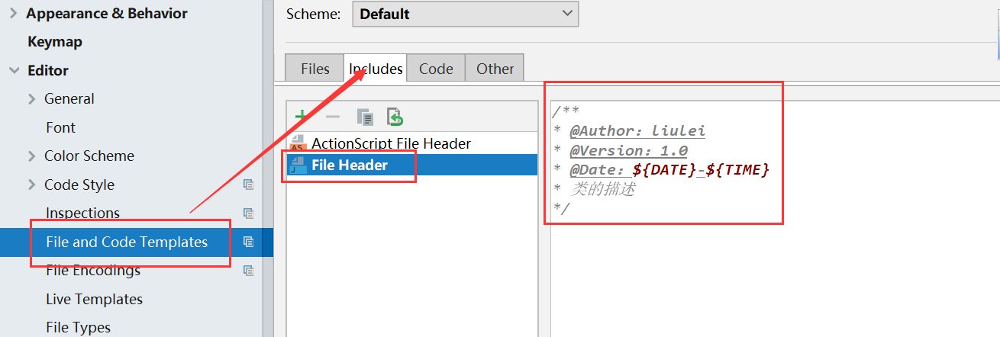 Appearance & Behavior
Keymap
Editor
General
Font
Color Scheme
Code Style
Inspections
File and Code Templates
File Encodings
Live Templates
File Types
Scheme: Default
Files Includes Code Other
ActionScript File Header
File Header
/**
* @Author: liulei
* @Version: 1.0
* @Date: ${DATE}-${TIME}
* 类的描述
*/